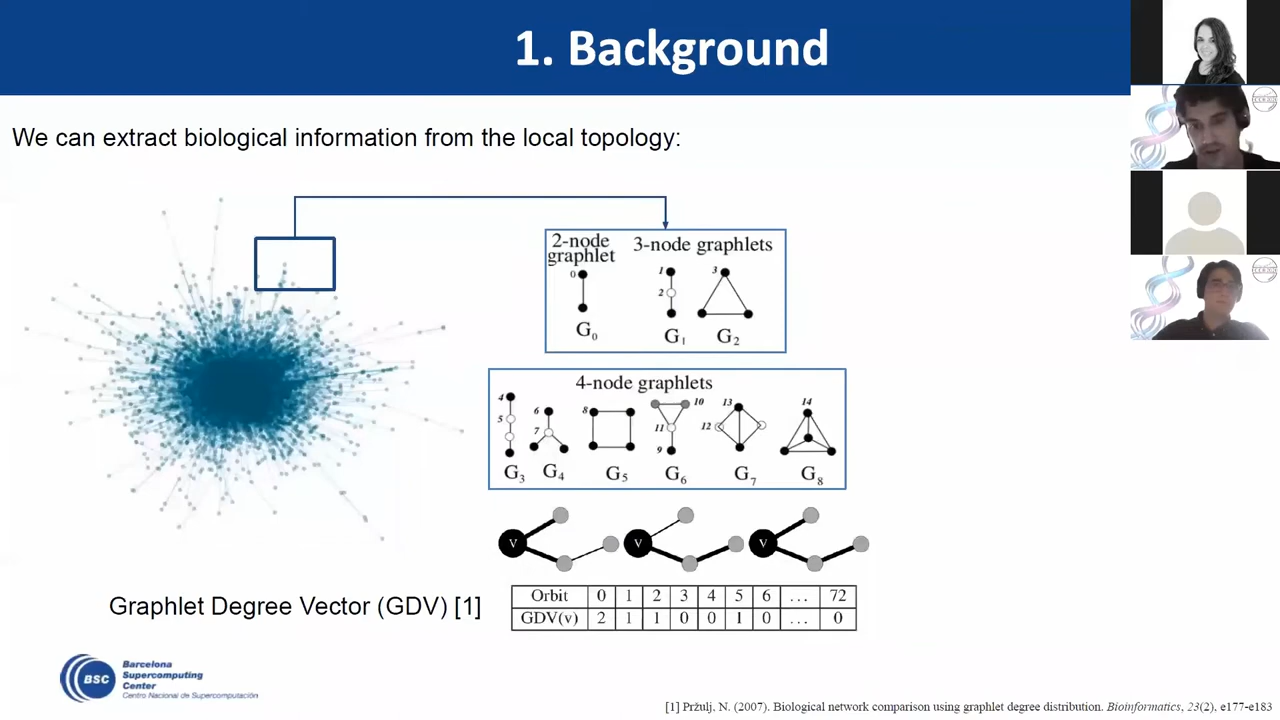 1. Background
We can extract biological information from the local topology:
2-node
graphlet
3-node graphlets
0
1
2
3
G0
G1
G2
4-node graphlets
4
5
6
7
8
9
10
11
12
13
14
G3
G4
G5
G6
G7
G8
V
V
V
Graphlet Degree Vector (GDV) [1]
Orbit 0 1 2 3 4 5 6 ... 72
GDV(v) 2 1 1 0 0 1 0 ... 0
BSC
Barcelona
Supercomputing
Center
Centro Nacional de Supercomputación
[1] Pržulj, N. (2007). Biological network comparison using graphlet degree distribution. Bioinformatics, 23(2), e177-e183